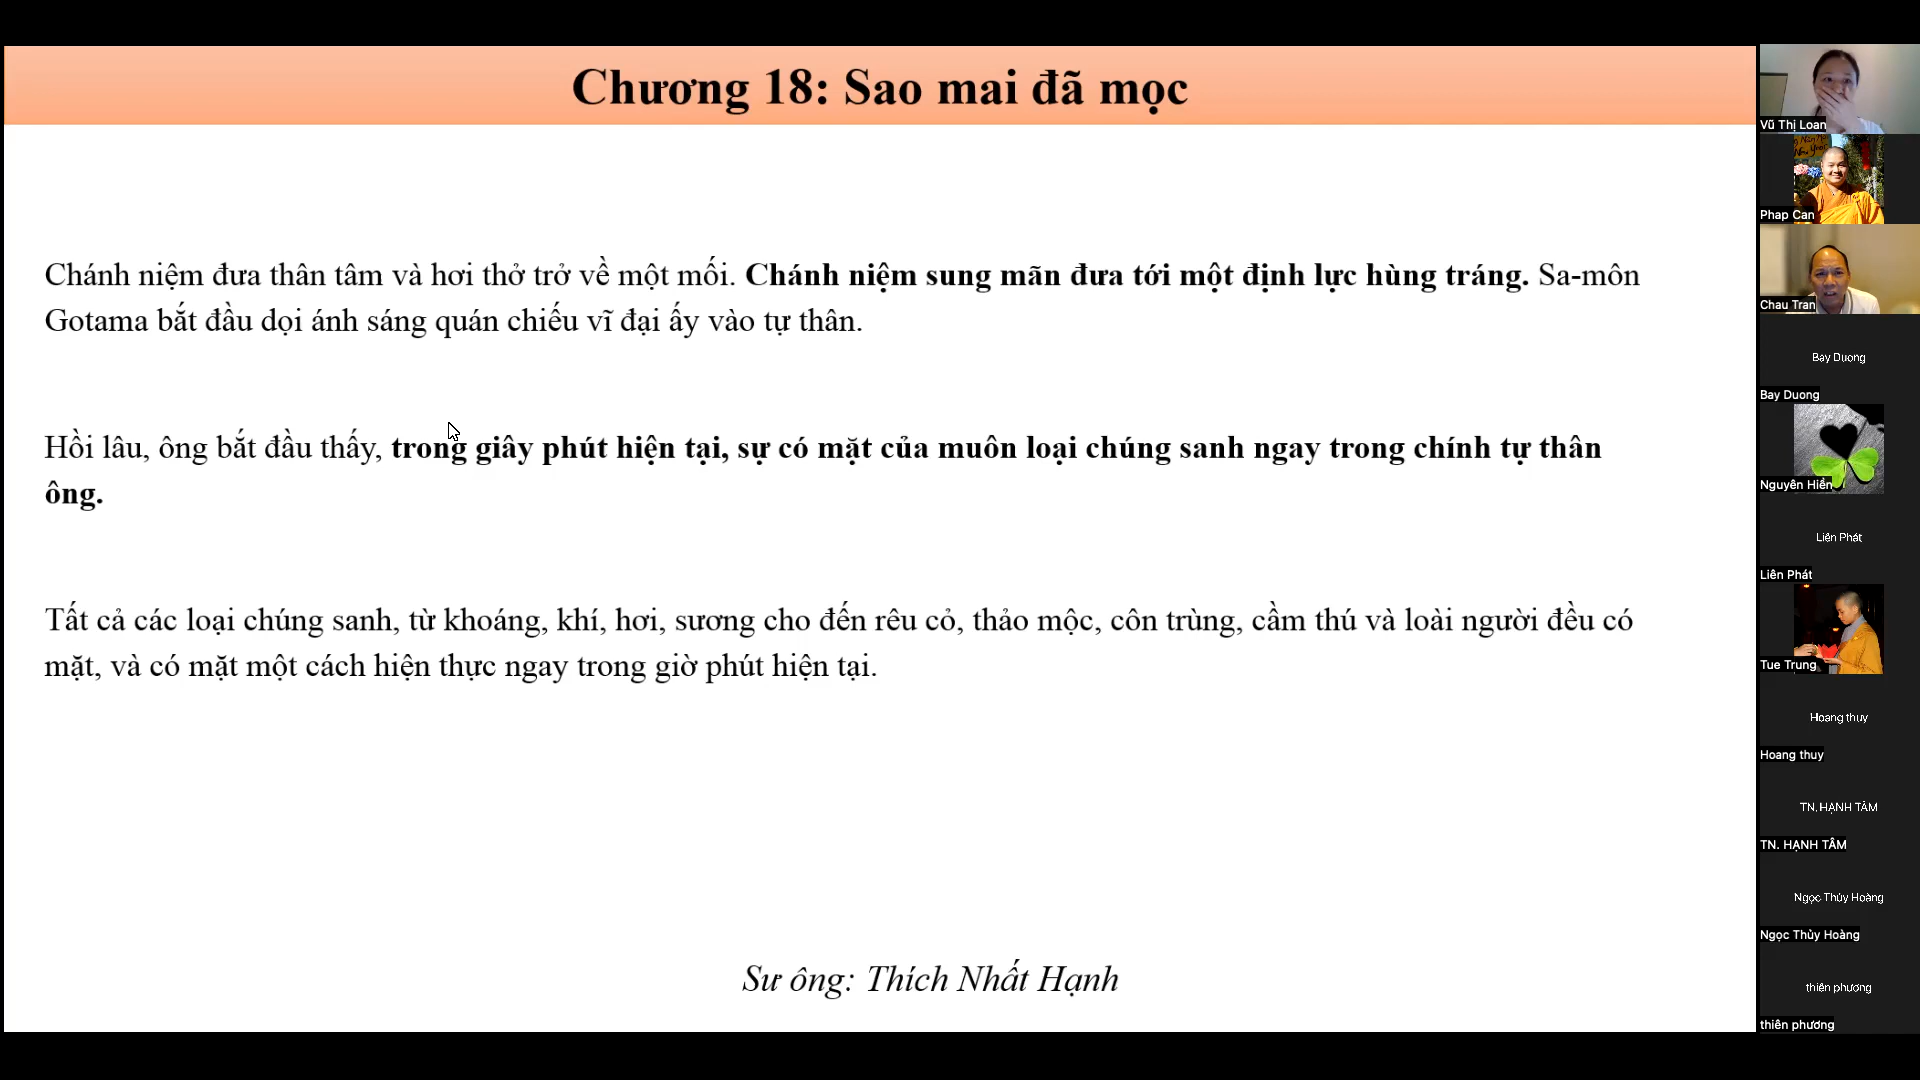 Chương 18: Sao mai đã mọc
Chánh niệm đưa thân tâm và hơi thở trở về một mối. Chánh niệm sung mãn đưa tới một định lực hùng tráng. Sa-môn
Gotama bắt đầu dọi ánh sáng quán chiếu vĩ đại ấy vào tự thân.
Hồi lâu, ông bắt đầu thấy, trong giây phút hiện tại, sự có mặt của muôn loại chúng sanh ngay trong chính tự thân
ông.
Tất cả các loại chúng sanh, từ khoáng, khí, hơi, sương cho đến rêu cỏ, thảo mộc, côn trùng, cầm thú và loài người đều có
mặt, và có mặt một cách hiện thực ngay trong giờ phút hiện tại.
Sư ông: Thích Nhất Hạnh
Vũ Thị Loan
Phap Can
Chau Tran
Bay Duong
Bay Duong
Nguyên Hiền
Liên Phát
Liên Phát
Tue Trung
Hoang thuy
Hoang thuy
TN. HẠNH TÂM
TN. HẠNH TÂM
Ngọc Thùy Hoàng
Ngọc Thùy Hoàng
thiên phương
thiên phương